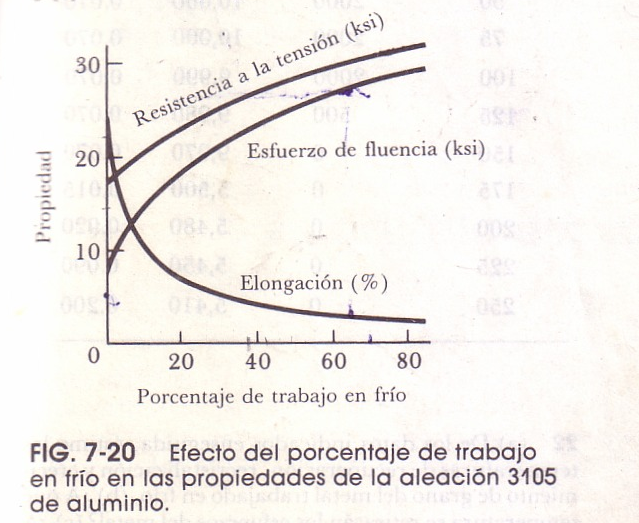 30
20
10
0
20
40
60
80
Propiedad
Resistencia a la tensión (ksi)
Esfuerzo de fluencia (ksi)
Elongación (%)
Porcentaje de trabajo en frío
FIG. 7-20 Efecto del porcentaje de trabajo
en frío en las propiedades de la aleación 3105
de aluminio.